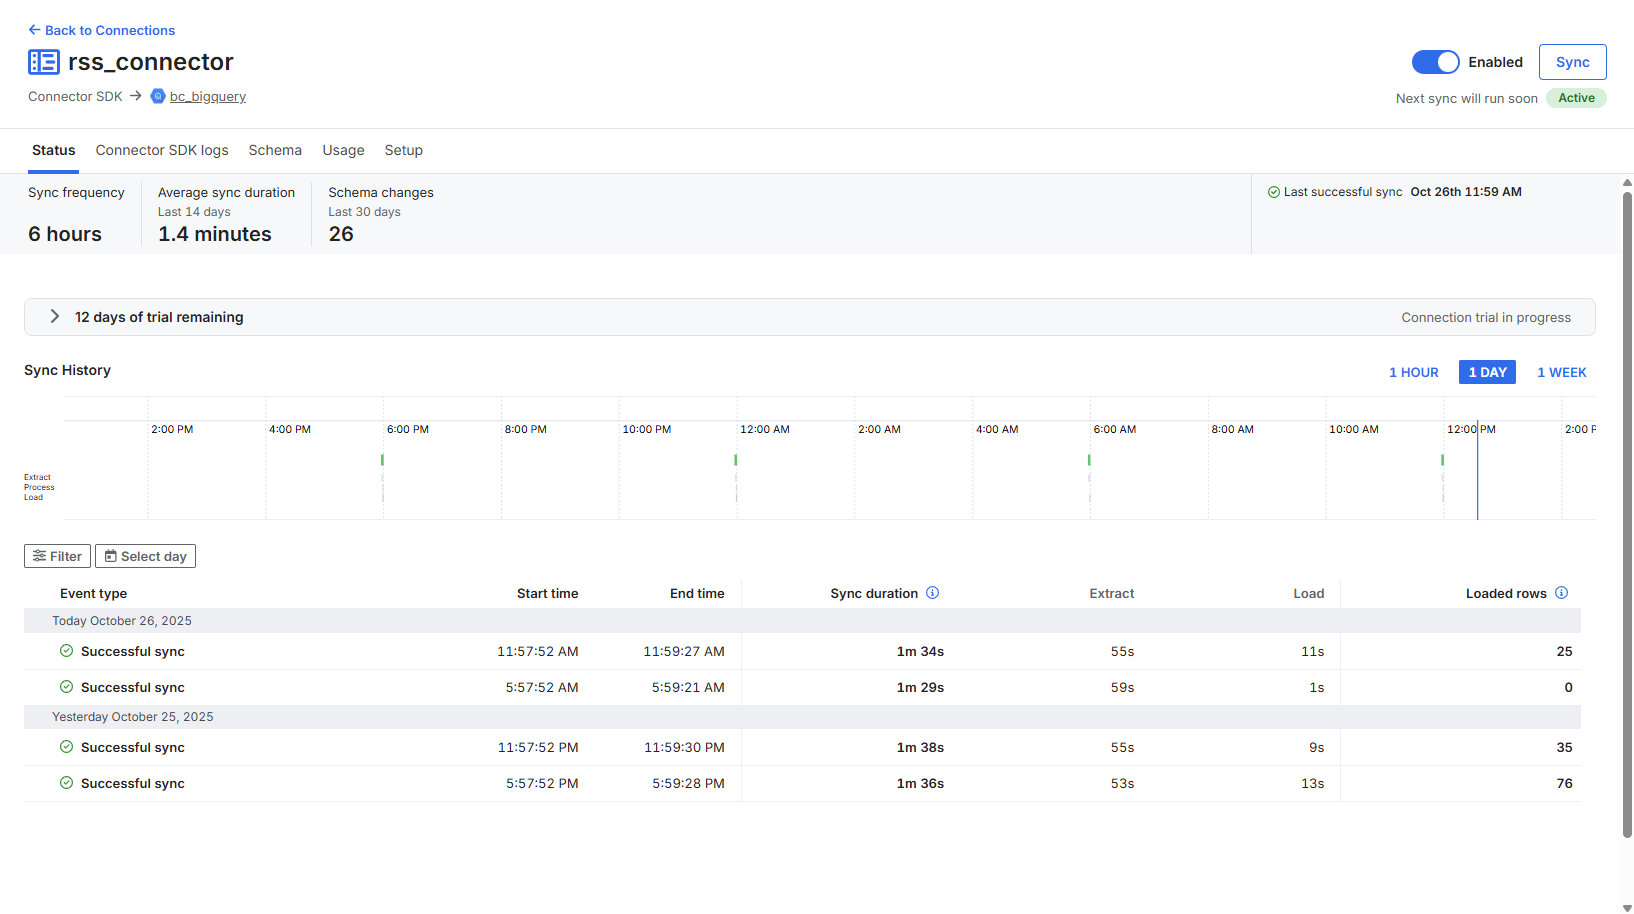 Back to Connections
rss_connector
Enabled
Sync
Connector SDK → bc_bigquery
Next sync will run soon
Active
Status
Connector SDK logs
Schema
Usage
Setup
Sync frequency
6 hours
Average sync duration
Last 14 days
1.4 minutes
Schema changes
Last 30 days
26
Last successful sync Oct 26th 11:59 AM
12 days of trial remaining
Connection trial in progress
Sync History
1 HOUR
1 DAY
1 WEEK
2:00 PM 4:00 PM 6:00 PM 8:00 PM 10:00 PM 12:00 AM 2:00 AM 4:00 AM 6:00 AM 8:00 AM 10:00 AM 12:00 PM 2:00 P
Extract
Process
Load
Filter
Select day
Event type Start time End time Sync duration Extract Load Loaded rows
Today October 26, 2025
Successful sync 11:57:52 AM 11:59:27 AM 1m 34s 55s 11s 25
Successful sync 5:57:52 AM 5:59:21 AM 1m 29s 59s 1s 0
Yesterday October 25, 2025
Successful sync 11:57:52 PM 11:59:30 PM 1m 38s 55s 9s 35
Successful sync 5:57:52 PM 5:59:28 PM 1m 36s 53s 13s 76